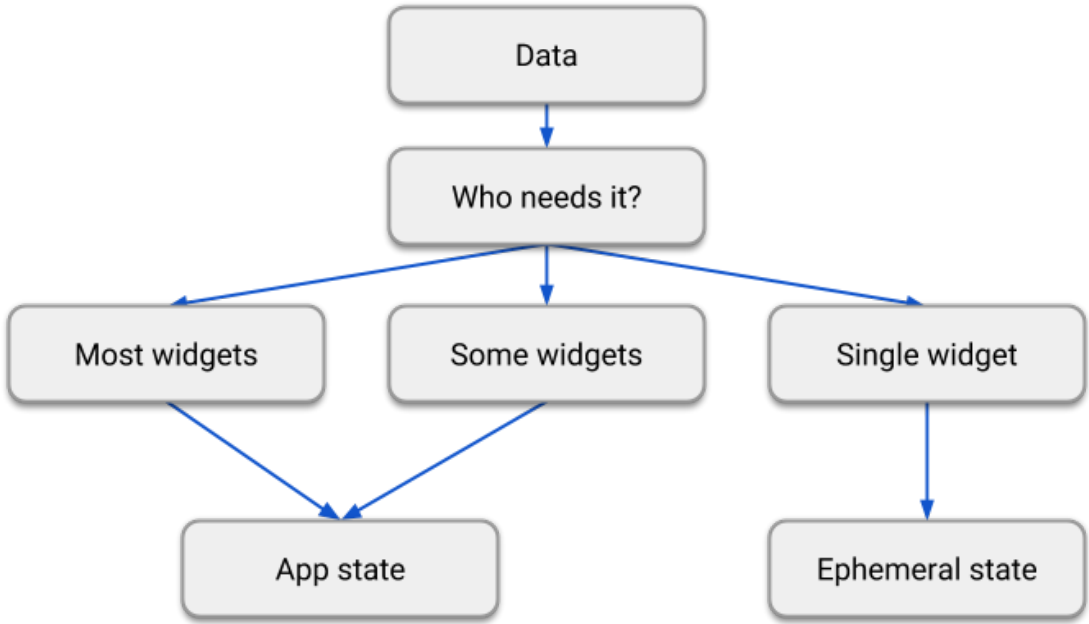 Data
Who needs it?
Most widgets
Some widgets
Single widget
App state
Ephemeral state